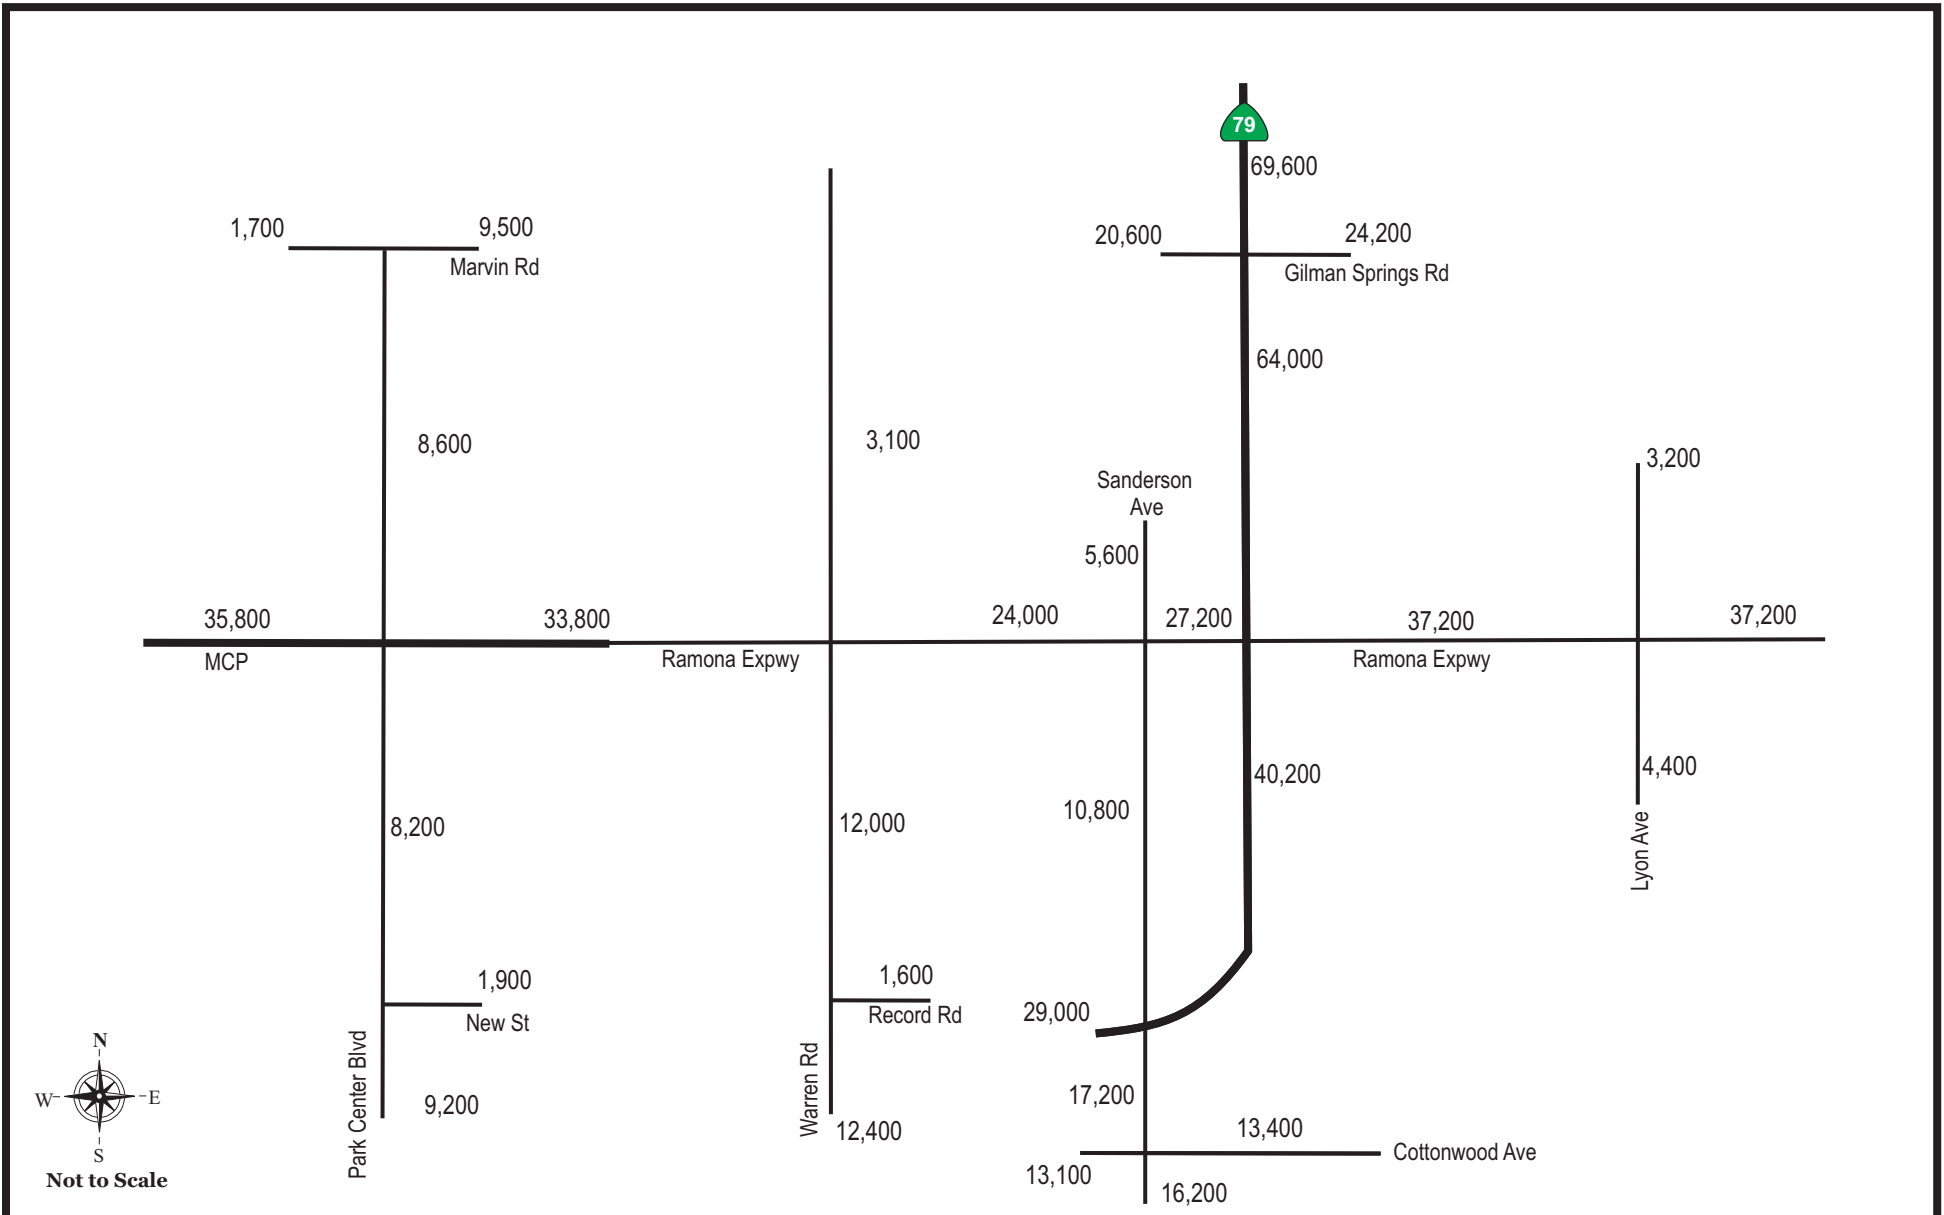 79
69,600
1,700
9,500
20,600
24,200
Marvin Rd
Gilman Springs Rd
64,000
8,600
3,100
3,200
Sanderson
Ave
5,600
35,800
33,800
24,000
27,200
37,200
37,200
MCP
Ramona Expwy
Ramona Expwy
40,200
4,400
10,800
8,200
12,000
Lyon Ave
1,900
1,600
New St
Record Rd
29,000
N
W
E
S
Not to Scale
Park Center Blvd
9,200
Warren Rd
12,400
17,200
13,400
Cottonwood Ave
13,100
16,200